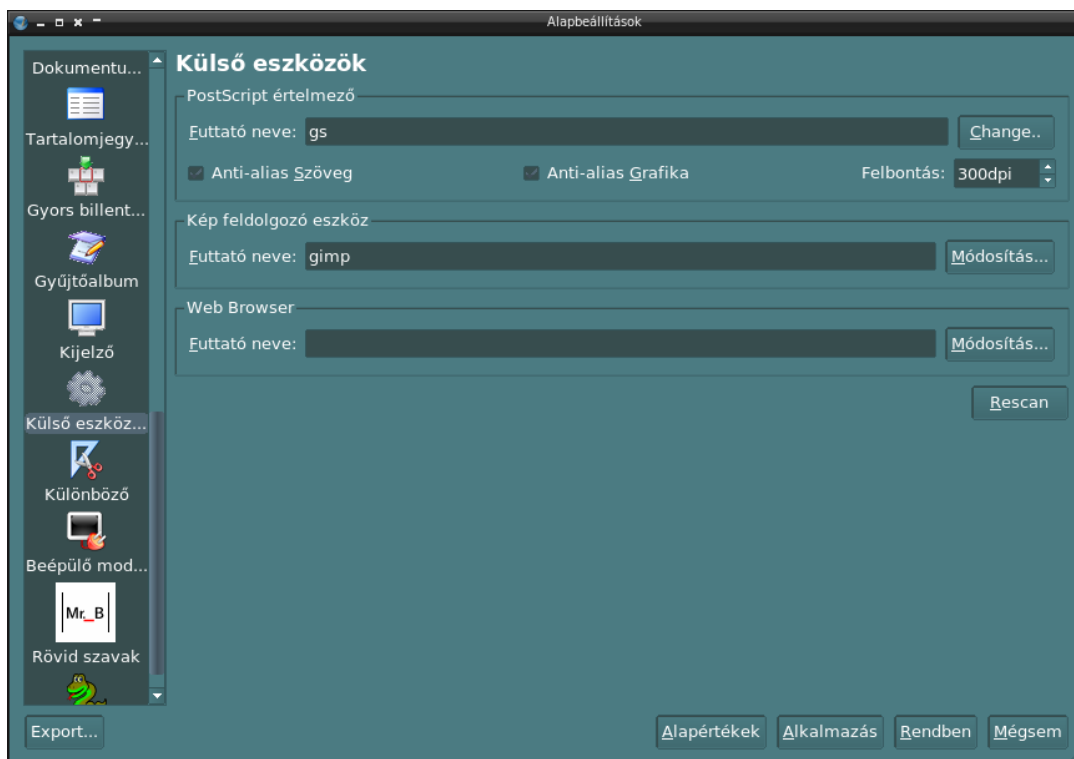 Alapbeállítások
Dokumentu...
Tartalomjegy...
Gyors billent...
Gyűjtőalbum
Kijelző
Külső eszköz...
Különböző
Beépülő mod...
Mr._B
Rövid szavak
Külső eszközök
PostScript értelmező
Futtató neve: gs Change..
Anti-alias Szöveg Anti-alias Grafika Felbontás: 300dpi
Kép feldolgozó eszköz
Futtató neve: gimp Módosítás...
Web Browser
Futtató neve: Módosítás...
Rescan
Export... Alapértékek Alkalmazás Rendben Mégsem